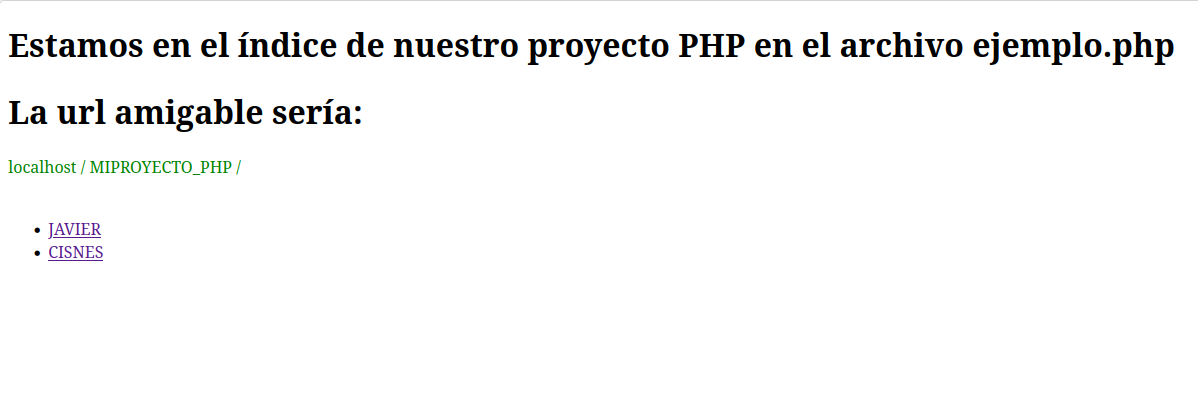 Estamos en el índice de nuestro proyecto PHP en el archivo ejemplo.php
La url amigable sería:
localhost / MIPROYECTO_PHP /
JAVIER
CISNES